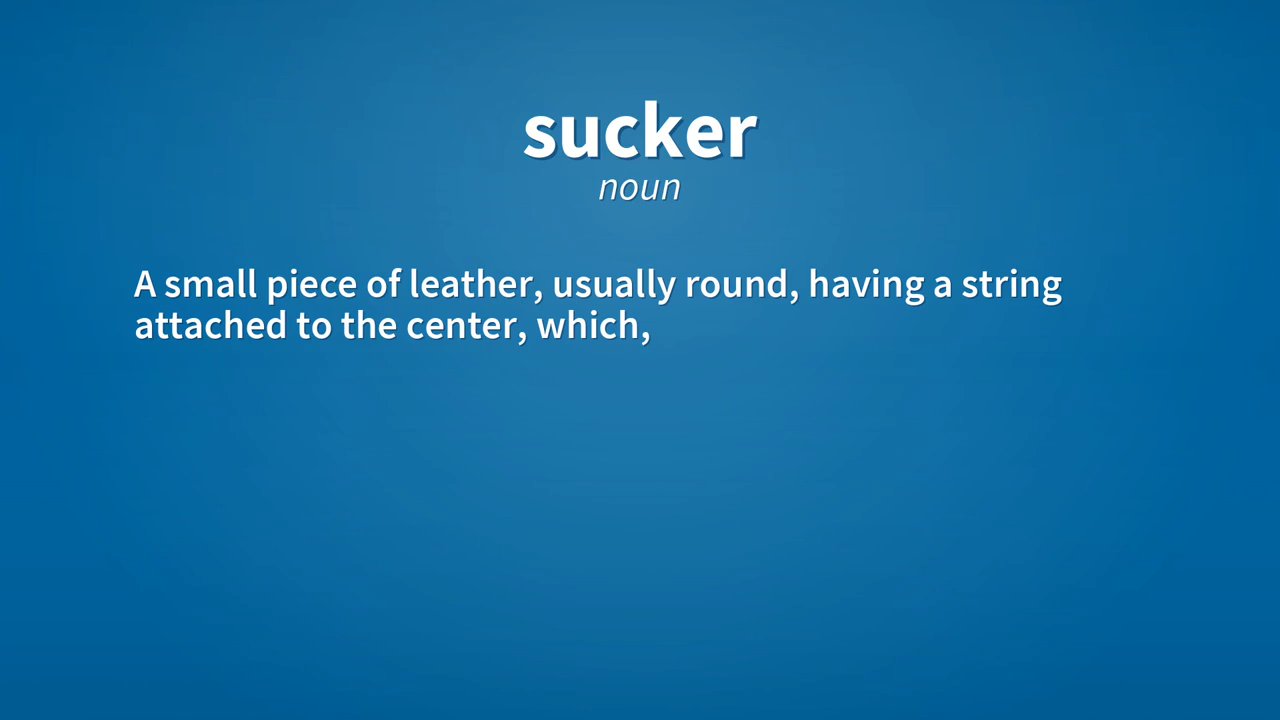 sucker
noun
A small piece of leather, usually round, having a string
attached to the center, which,